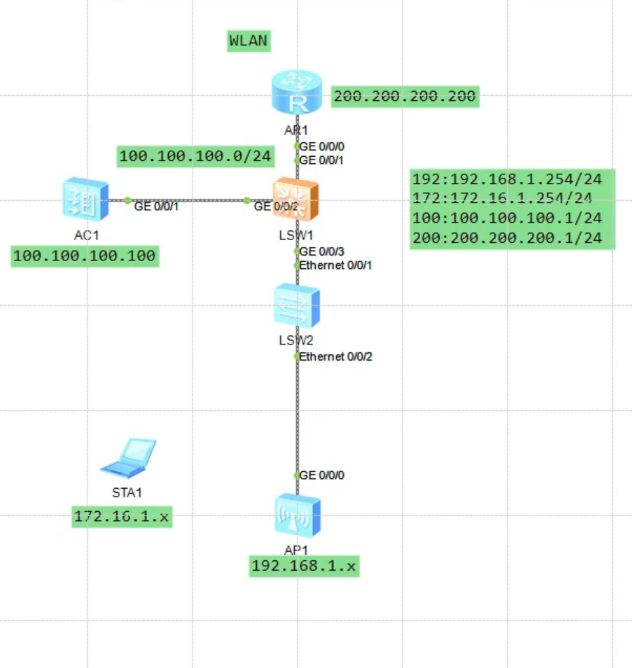 WLAN
200.200.200.200
AR1
GE 0/0/0
100.100.100.0/24
GE 0/0/1
192:192.168.1.254/24
172:172.16.1.254/24
100:100.100.100.1/24
200:200.200.200.1/24
GE 0/0/1
GE 0/0/2
AC1
LSW1
100.100.100.100
GE 0/0/3
Ethernet 0/0/1
LSW2
Ethernet 0/0/2
GE 0/0/0
STA1
172.16.1.x
AP1
192.168.1.x